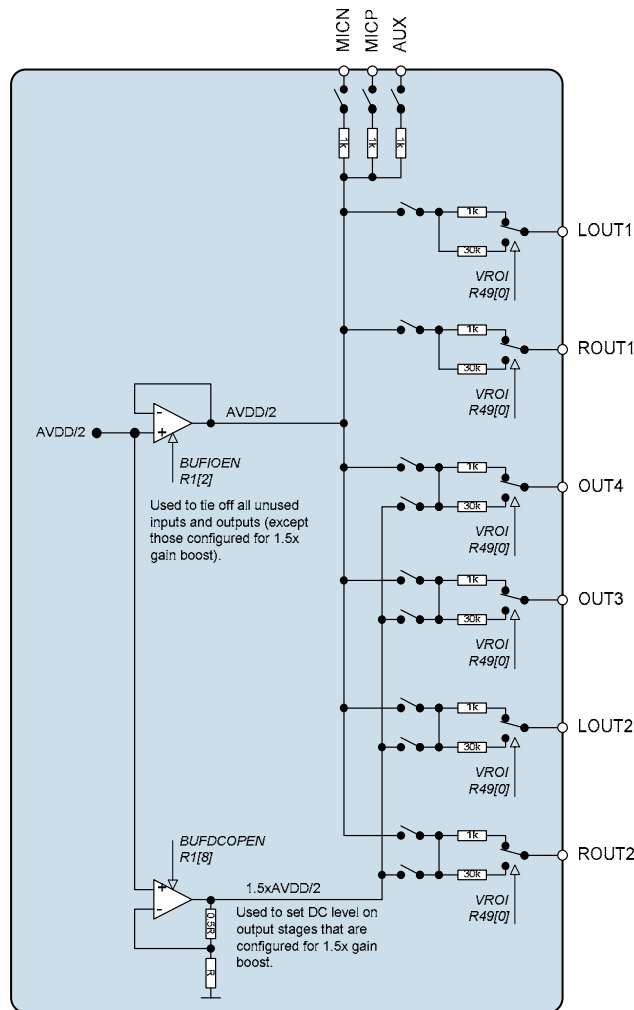 MICN MICP AUX
1k 1k 1k
1k
LOUT1
30k
VROI
R49[0]
1k
ROUT1
30k
VROI
R49[0]
AVDD/2
-
+
AVDD/2
BUFIOEN
R1[2]
Used to tie off all unused
inputs and outputs (except
those configured for 1.5x
gain boost).
1k
OUT4
30k
VROI
R49[0]
1k
OUT3
30k
VROI
R49[0]
1k
LOUT2
30k
VROI
R49[0]
1k
ROUT2
30k
VROI
R49[0]
BUFDCOPEN
R1[8]
+
-
1.5xAVDD/2
0.5R
R
Used to set DC level on
output stages that are
configured for 1.5x gain
boost.